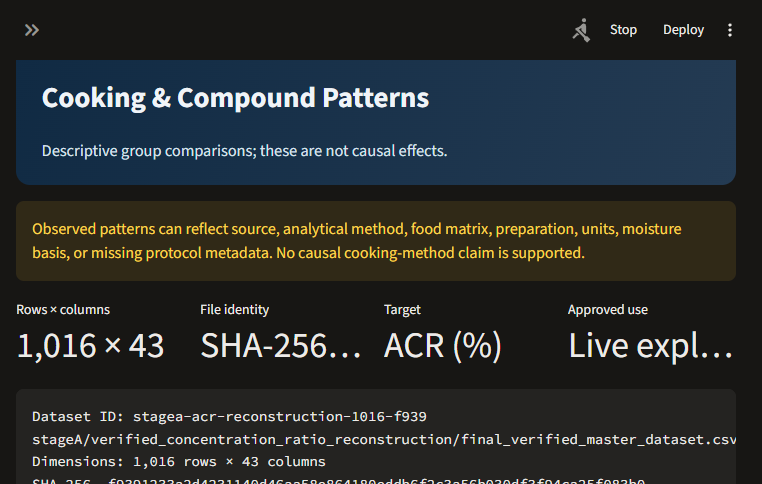 Stop Deploy
Cooking & Compound Patterns
Descriptive group comparisons; these are not causal effects.
Observed patterns can reflect source, analytical method, food matrix, preparation, units, moisture
basis, or missing protocol metadata. No causal cooking-method claim is supported.
Rows × columns File identity Target Approved use
1,016 × 43 SHA-256… ACR (%) Live expl…
Dataset ID: stagea-acr-reconstruction-1016-f939
stageA/verified_concentration_ratio_reconstruction/final_verified_master_dataset.csv
Dimensions: 1,016 rows × 43 columns